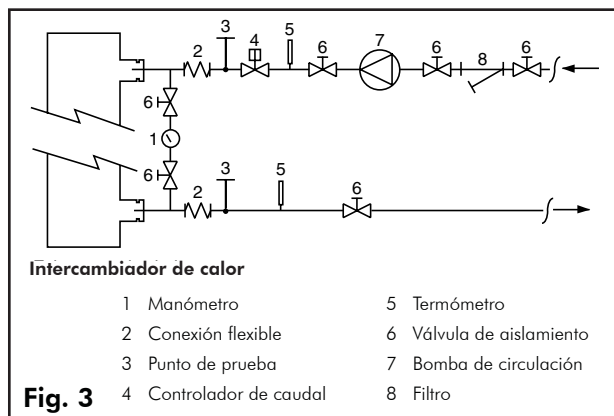 3 5 7
2 4 6 6 8 6
6
1
6
3 5
2 6
Intercambiador de calor
1 Manómetro 5 Termómetro
2 Conexión flexible 6 Válvula de aislamiento
3 Punto de prueba 7 Bomba de circulación
Fig. 3 4 Controlador de caudal 8 Filtro